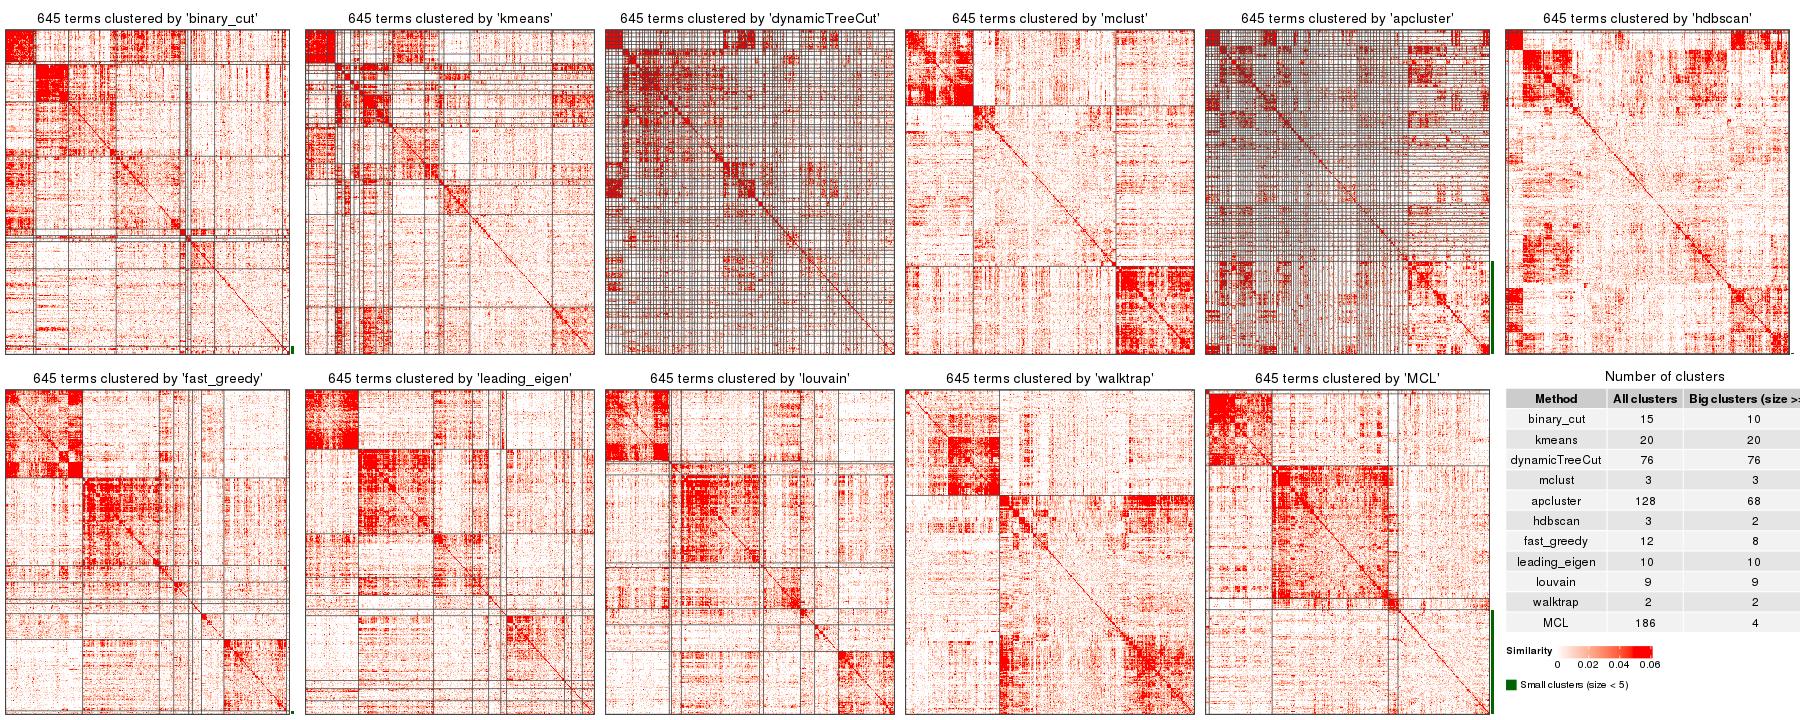 645 terms clustered by 'binary_cut'
645 terms clustered by 'kmeans'
645 terms clustered by 'dynamicTreeCut'
645 terms clustered by 'mclust'
645 terms clustered by 'apcluster'
645 terms clustered by 'hdbscan'
645 terms clustered by 'fast_greedy'
645 terms clustered by 'leading_eigen'
645 terms clustered by 'louvain'
645 terms clustered by 'walktrap'
645 terms clustered by 'MCL'
Number of clusters
Method All clusters Big clusters (size >=
binary_cut 15 10
kmeans 20 20
dynamicTreeCut 76 76
mclust 3 3
apcluster 128 68
hdbscan 3 2
fast_greedy 12 8
leading_eigen 10 10
louvain 9 9
walktrap 2 2
MCL 186 4
Similarity
0 0.02 0.04 0.06
Small clusters (size < 5)